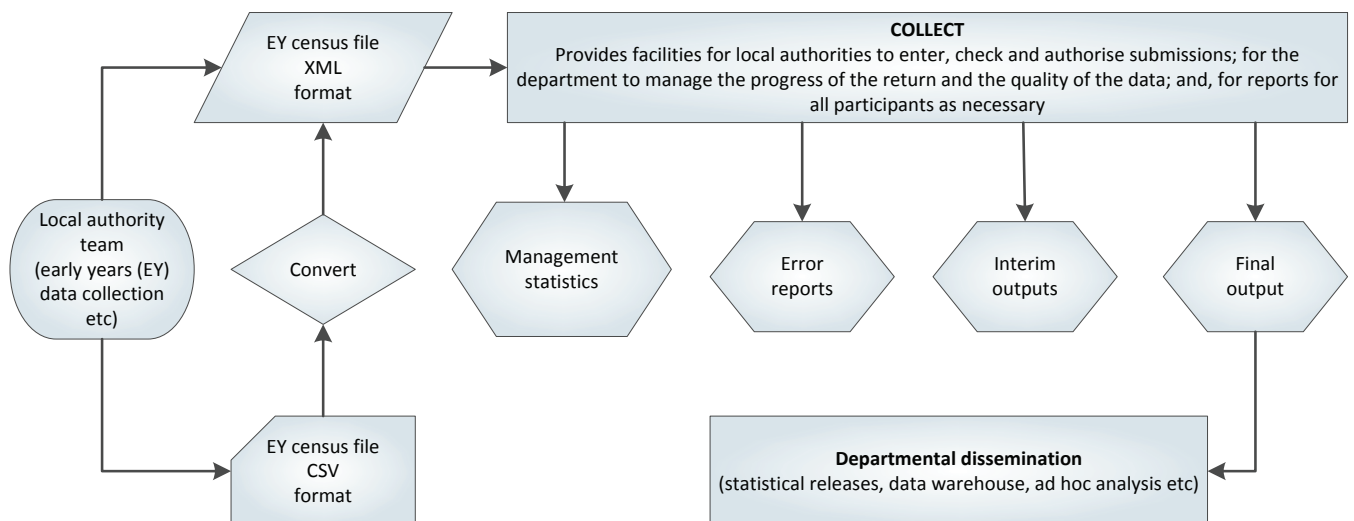 EY census file
XML
format
COLLECT
Provides facilities for local authorities to enter, check and authorise submissions; for the
department to manage the progress of the return and the quality of the data; and, for reports for
all participants as necessary
Local authority
team
(early years (EY)
data collection
etc)
Convert
Management
statistics
Error
reports
Interim
outputs
Final
output
EY census file
CSV
format
Departmental dissemination
(statistical releases, data warehouse, ad hoc analysis etc)